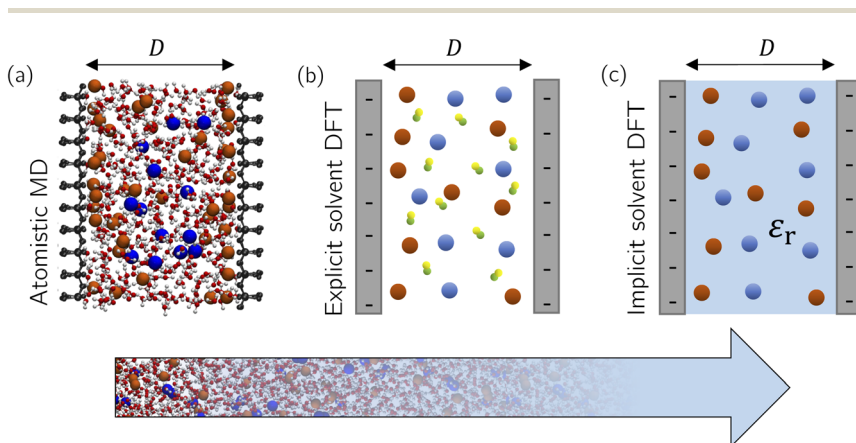 D
D
D
(a)
(b)
(c)
Atomistic MD
Explicit solvent DFT
Implicit solvent DFT
- - - - - - - -
- - - - - - - -
- - - - - - - -
- - - - - - - -
εr